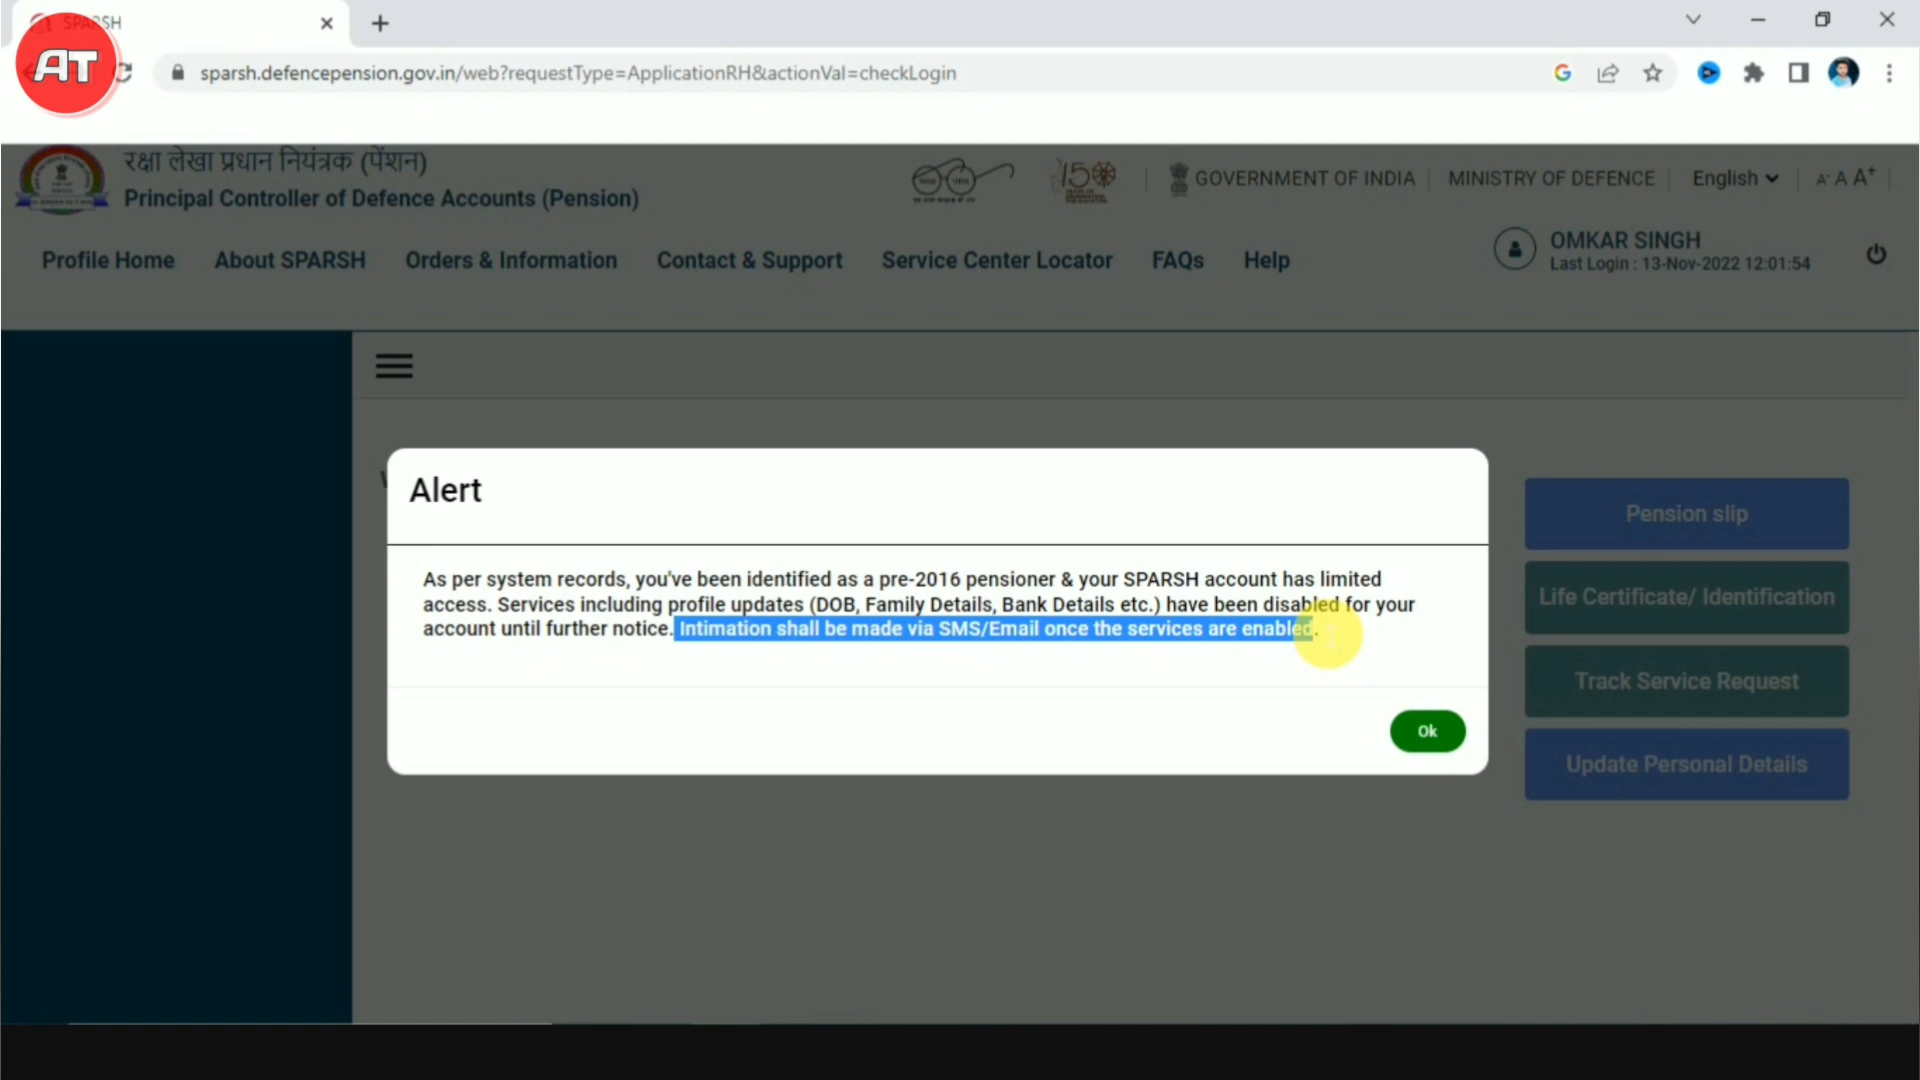 SPARSH
AT
sparsh.defencepension.gov.in/web?requestType=ApplicationRH&actionVal=checkLogin
रक्षा लेखा प्रधान नियंत्रक (पेंशन)
Principal Controller of Defence Accounts (Pension)
150
GOVERNMENT OF INDIA
MINISTRY OF DEFENCE
English
A- A A+
Profile Home
About SPARSH
Orders & Information
Contact & Support
Service Center Locator
FAQs
Help
OMKAR SINGH
Last Login : 13-Nov-2022 12:01:54
Alert
As per system records, you've been identified as a pre-2016 pensioner & your SPARSH account has limited
access. Services including profile updates (DOB, Family Details, Bank Details etc.) have been disabled for your
account until further notice. Intimation shall be made via SMS/Email once the services are enabled.
Ok
Pension slip
Life Certificate/ Identification
Track Service Request
Update Personal Details